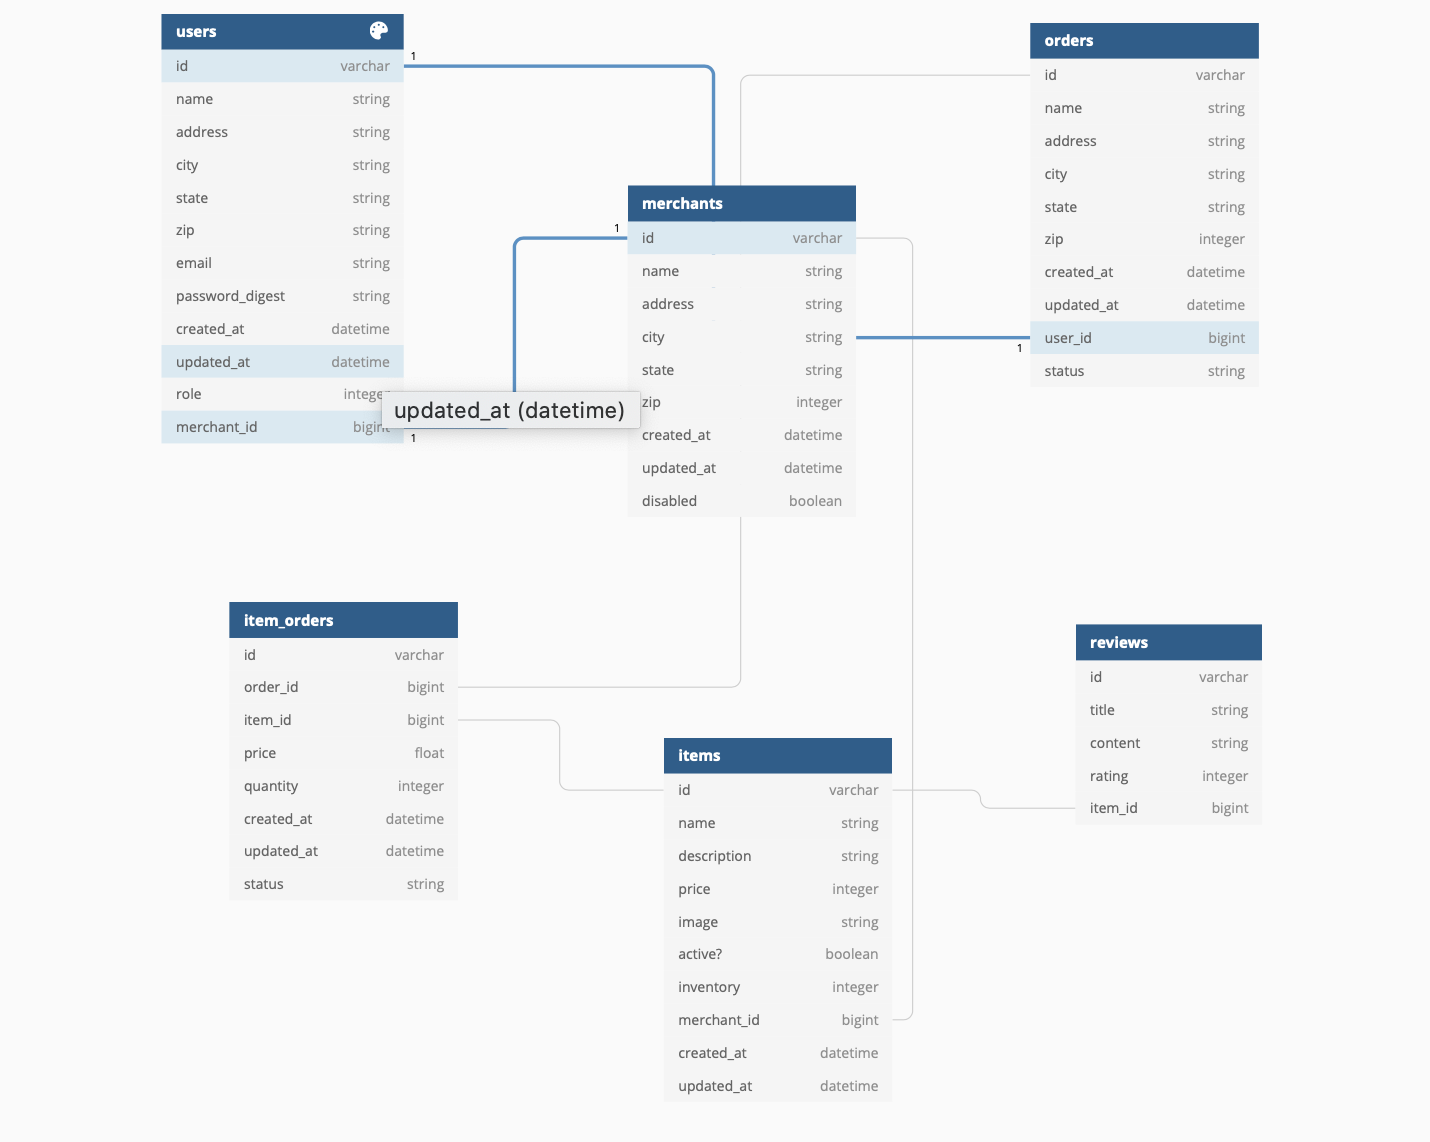 users
id varchar
name string
address string
city string
state string
zip string
email string
password_digest string
created_at datetime
updated_at datetime
role
merchant_id
1
1
updated_at (datetime)
merchants
1
id varchar
name string
address string
city string
state string
zip integer
created_at datetime
updated_at datetime
disabled boolean
orders
id varchar
name string
address string
city string
state string
zip integer
created_at datetime
updated_at datetime
1
user_id bigint
status string
item_orders
id varchar
order_id bigint
item_id bigint
price float
quantity integer
created_at datetime
updated_at datetime
status string
items
id varchar
name string
description string
price integer
image string
active? boolean
inventory integer
merchant_id bigint
created_at datetime
updated_at datetime
reviews
id varchar
title string
content string
rating integer
item_id bigint